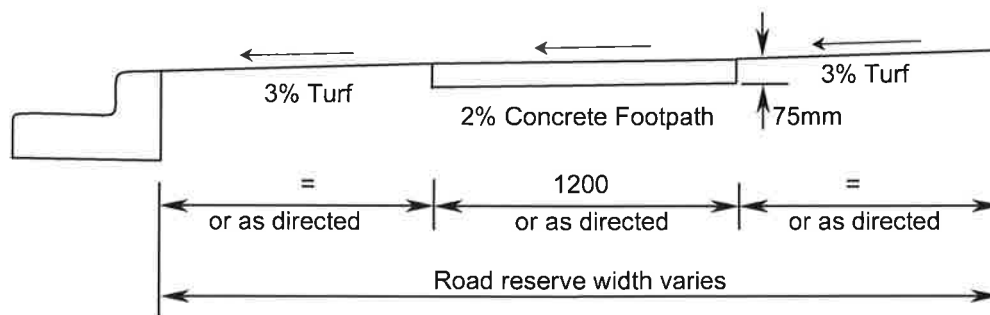 3% Turf
3% Turf
2% Concrete Footpath
75mm
=
1200
=
or as directed
or as directed
or as directed
Road reserve width varies